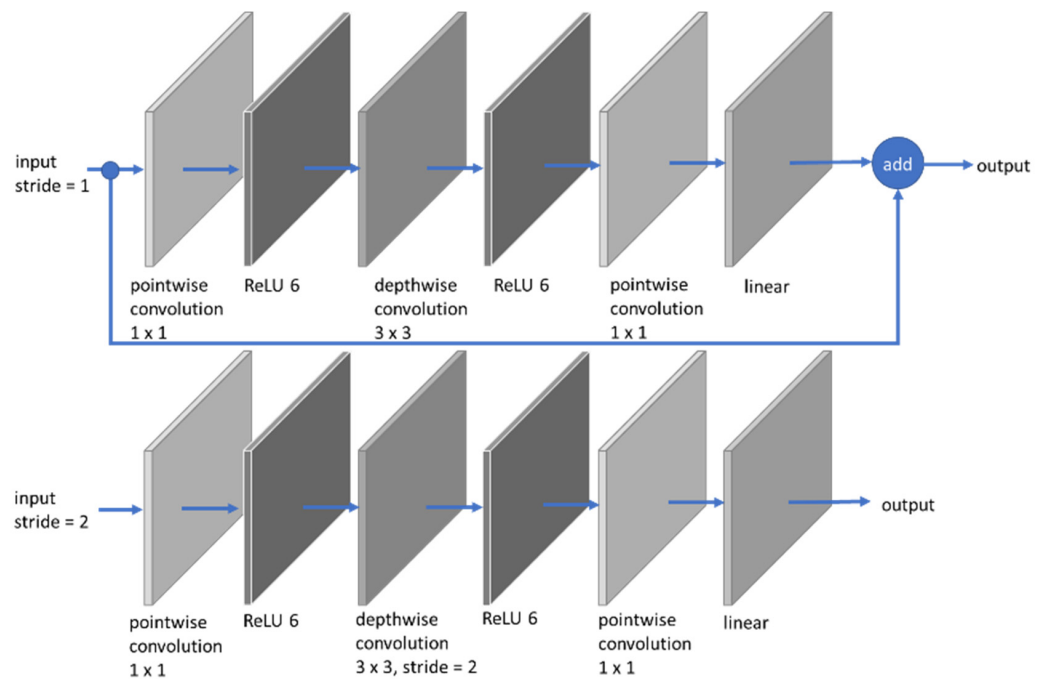 input
stride = 1
add
output
pointwise
convolution
1 x 1
ReLU 6
depthwise
convolution
3 x 3
ReLU 6
pointwise
convolution
1 x 1
linear
input
stride = 2
output
pointwise
convolution
1 x 1
ReLU 6
depthwise
convolution
3 x 3, stride = 2
ReLU 6
pointwise
convolution
1 x 1
linear